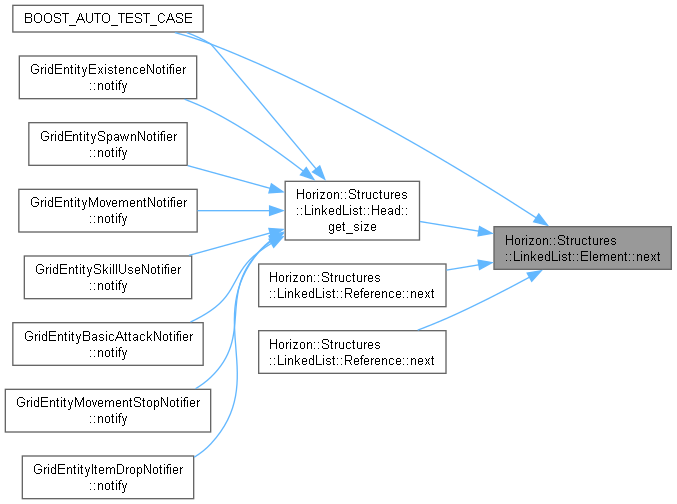 BOOST_AUTO_TEST_CASE
GridEntityExistenceNotifier
::notify
GridEntitySpawnNotifier
::notify
GridEntityMovementNotifier
::notify
GridEntitySkillUseNotifier
::notify
GridEntityBasicAttackNotifier
::notify
GridEntityMovementStopNotifier
::notify
GridEntityItemDropNotifier
::notify
Horizon::Structures
::LinkedList::Head::
get_size
Horizon::Structures
::LinkedList::Reference::next
Horizon::Structures
::LinkedList::Reference::next
Horizon::Structures
::LinkedList::Element::next